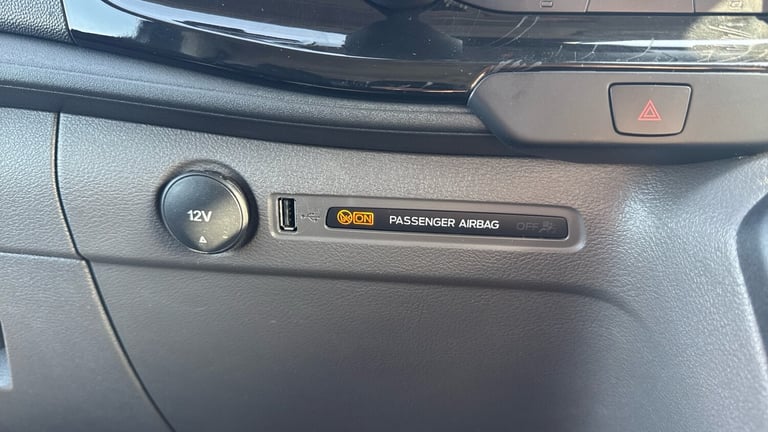 12V
ON PASSENGER AIRBAG OFF